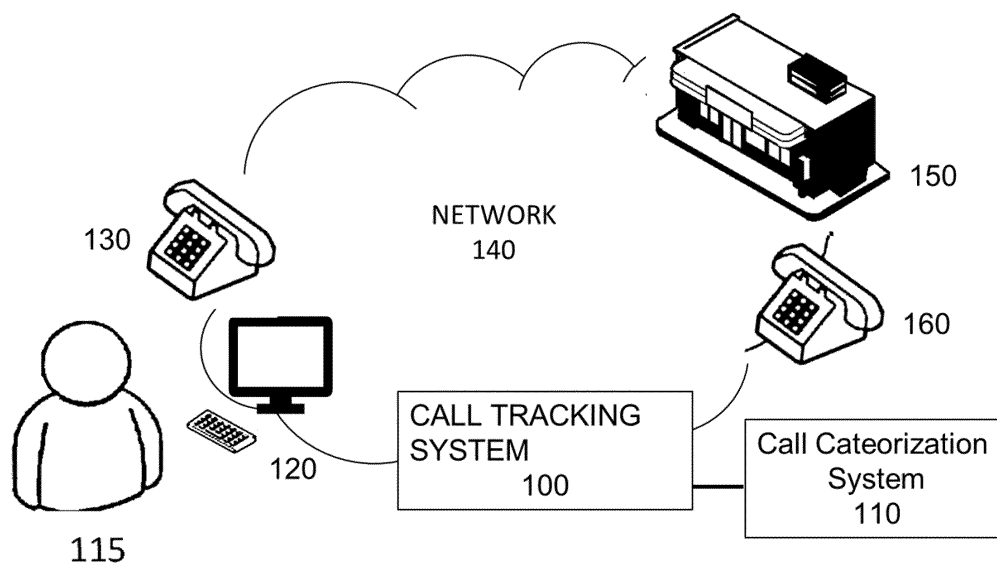 150
NETWORK
140
130
160
CALL TRACKING
SYSTEM
100
120
Call Cateorization
System
110
115